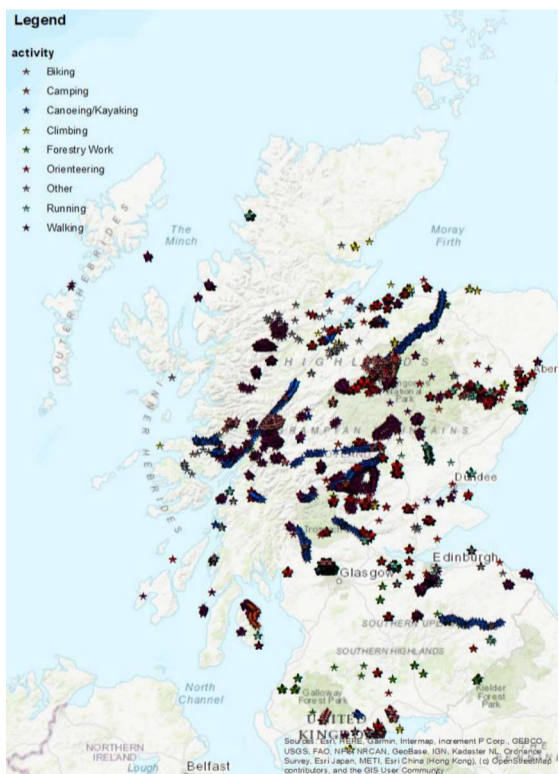 Legend
activity
Biking
Camping
Canoeing/Kayaking
Climbing
Forestry Work
Orienteering
Other
Running
Walking
The
Minch
Moray
Firth
OUTER HEBRIDES
HIGHLANDS
National
Park
Aber
INNER HEBRIDES
GRAMPIAN
Dundee
Edinburgh
Glasgow
SOUTHERN UPL
SOUTHERN HIGHLANDS
North
Channel
Galloway
Forest Park
Kielder
Forest
Park
UNITED
KINGDOM
NORTHERN
IRELAND
Lough
Belfast
Sources: Esri, HERE, Garmin, Intermap, increment P Corp., GEBCO,
USGS, FAO, NPS, NRCAN, GeoBase, IGN, Kadaster NL, Ordnance
Survey, Esri Japan, METI, Esri China (Hong Kong), (c) OpenStreetMap
contributors, and the GIS User Community